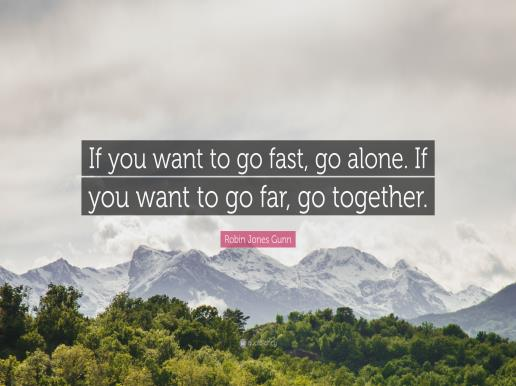 If you want to go fast, go alone. If
you want to go far, go together.
Robin Jones Gunn
quotefancy